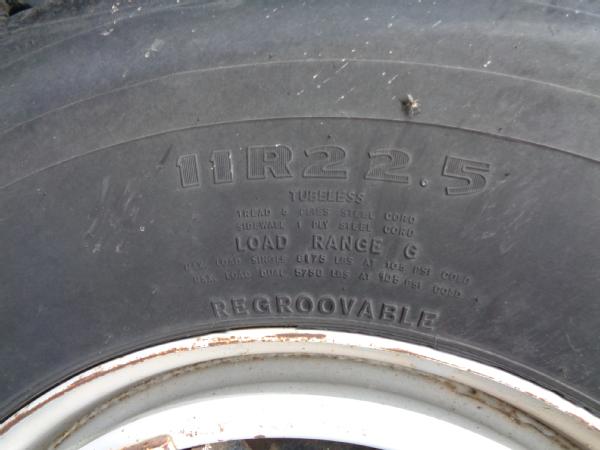 11R22.5
TUBELESS
TREAD 5 PLIES STEEL CORD
SIDEWALL 1 PLY STEEL CORD
LOAD RANGE G
MAX. LOAD SINGLE 6175 LBS AT 105 PSI COLD
MAX. LOAD DUAL 5750 LBS AT 105 PSI COLD
REGROOVABLE